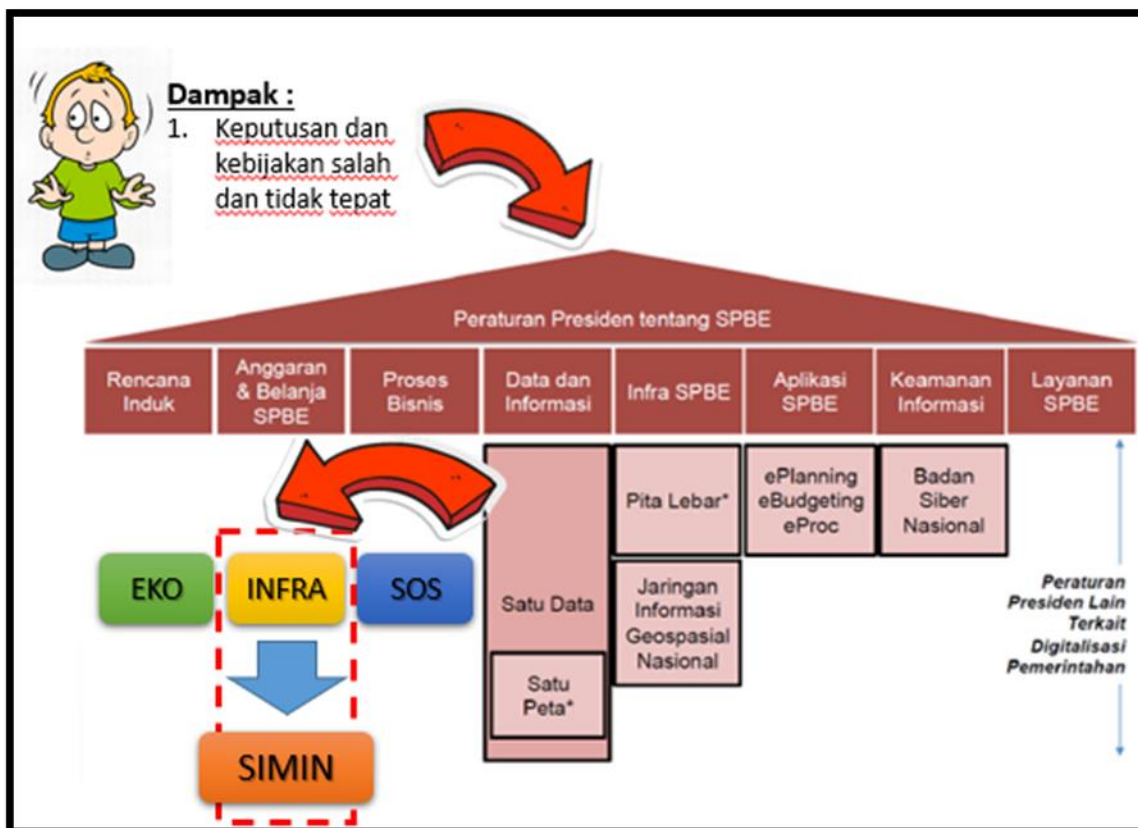 Dampak :
1. Keputusan dan
kebijakan salah
dan tidak tepat
Peraturan Presiden tentang SPBE
Rencana
Induk
Anggaran
& Belanja
SPBE
Proses
Bisnis
Data dan
Informasi
Infra SPBE
Aplikasi
SPBE
Keamanan
Informasi
Layanan
SPBE
EKO
INFRA
SOS
SIMIN
Satu Data
Satu
Peta*
Pita Lebar*
Jaringan
Informasi
Geospasial
Nasional
ePlanning
eBudgeting
eProc
Badan
Siber
Nasional
Peraturan
Presiden Lain
Terkait
Digitalisasi
Pemerintahan